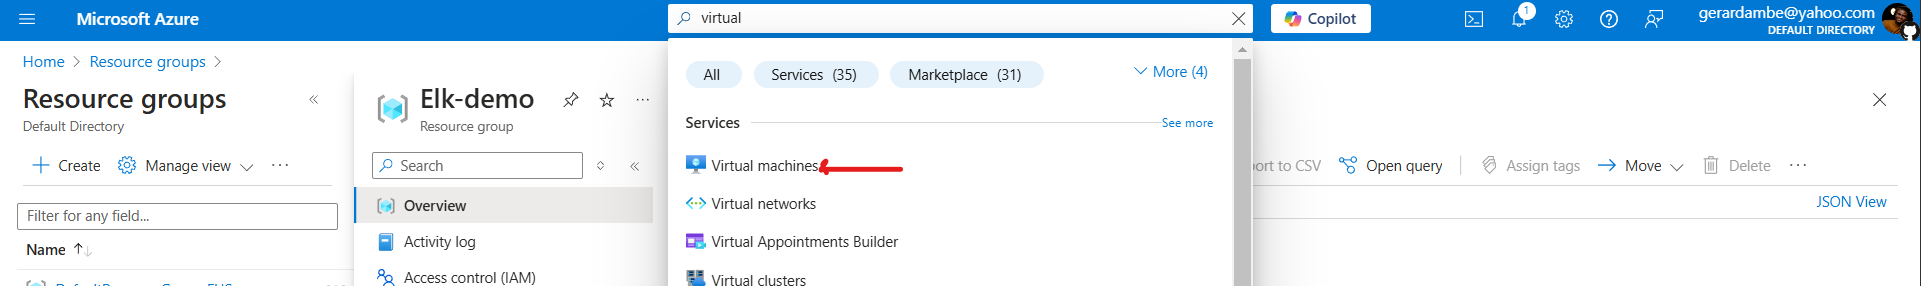 Microsoft Azure
virtual
Copilot
1
gerardambe@yahoo.com
DEFAULT DIRECTORY
Home
Resource groups
Resource groups
Default Directory
Create
Manage view
Filter for any field...
Name
Elk-demo
Resource group
Search
Overview
Activity log
Access control (IAM)
All
Services (35)
Marketplace (31)
More (4)
Services
See more
Virtual machines
Virtual networks
Virtual Appointments Builder
Virtual clusters
to CSV
Open query
Assign tags
Move
Delete
JSON View